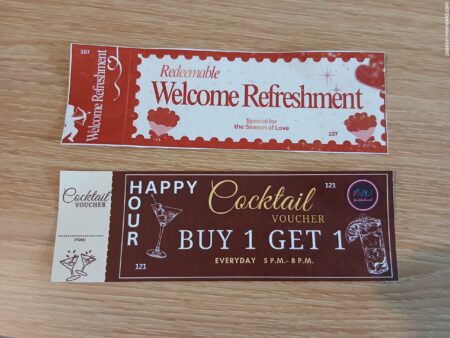 107
Welcome Refreshment
Redeemable
Welcome Refreshment
Special for
the Season of Love
107
Cocktail
VOUCHER
(FOM)
HAPPY
HOUR
121
Cocktail
VOUCHER
BUY 1 GET 1
EVERYDAY 5 P.M.- 8 P.M.
121